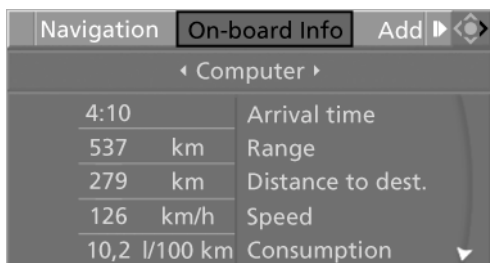 Navigation On-board Info Add
Computer
4:10 Arrival time
537 km Range
279 km Distance to dest.
126 km/h Speed
10,2 l/100 km Consumption